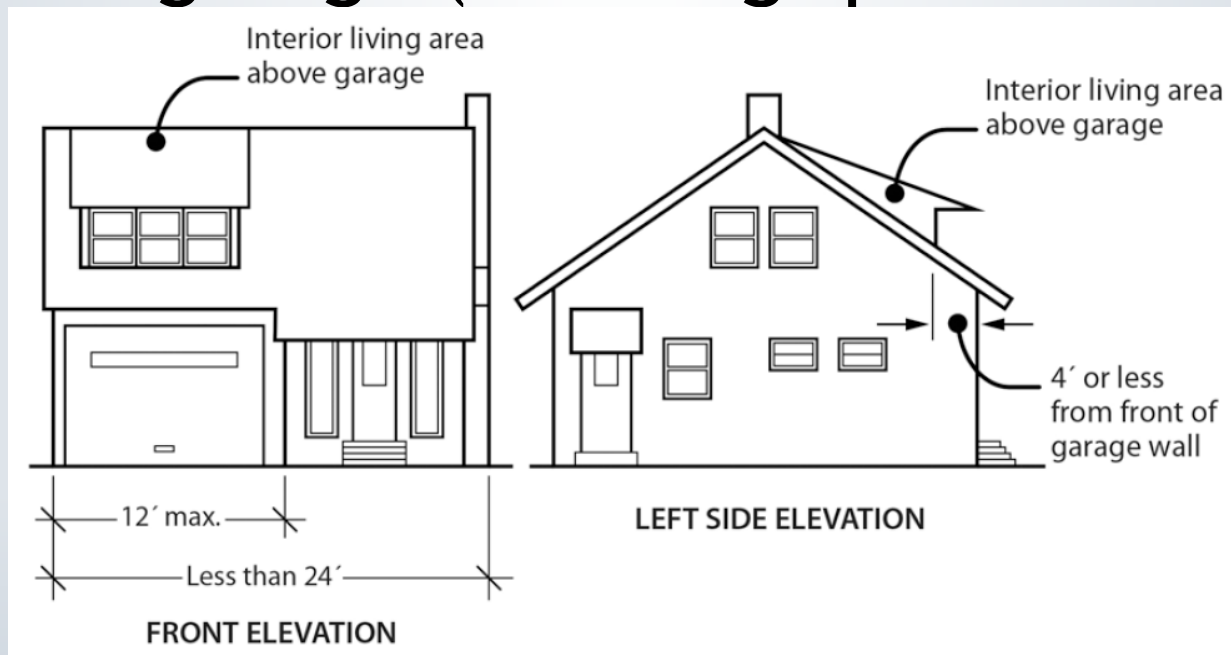 Interior living area
above garage
12´ max.
Less than 24´
FRONT ELEVATION
Interior living area
above garage
4´ or less
from front of
garage wall
LEFT SIDE ELEVATION